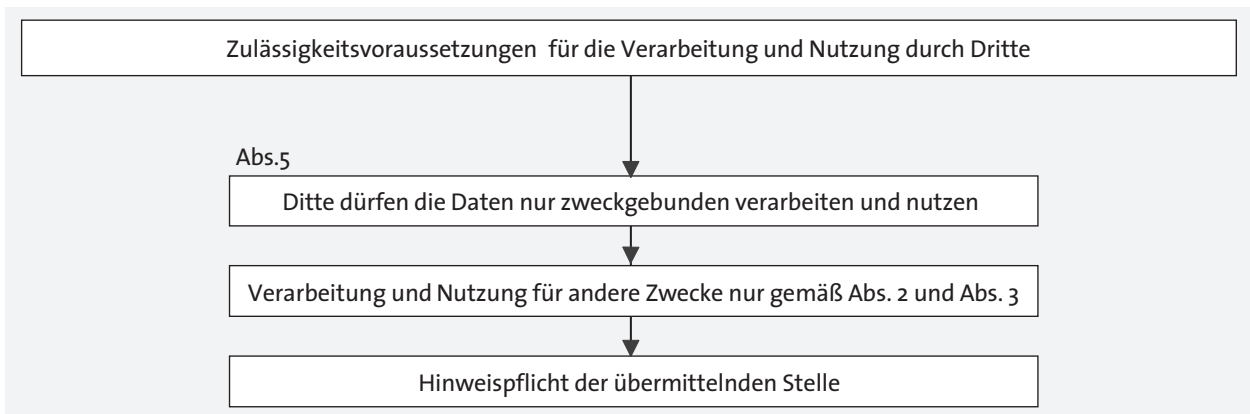 Zulässigkeitsvoraussetzungen für die Verarbeitung und Nutzung durch Dritte
Abs.5
Ditte dürfen die Daten nur zweckgebunden verarbeiten und nutzen
Verarbeitung und Nutzung für andere Zwecke nur gemäß Abs. 2 und Abs. 3
Hinweispflicht der übermittelnden Stelle